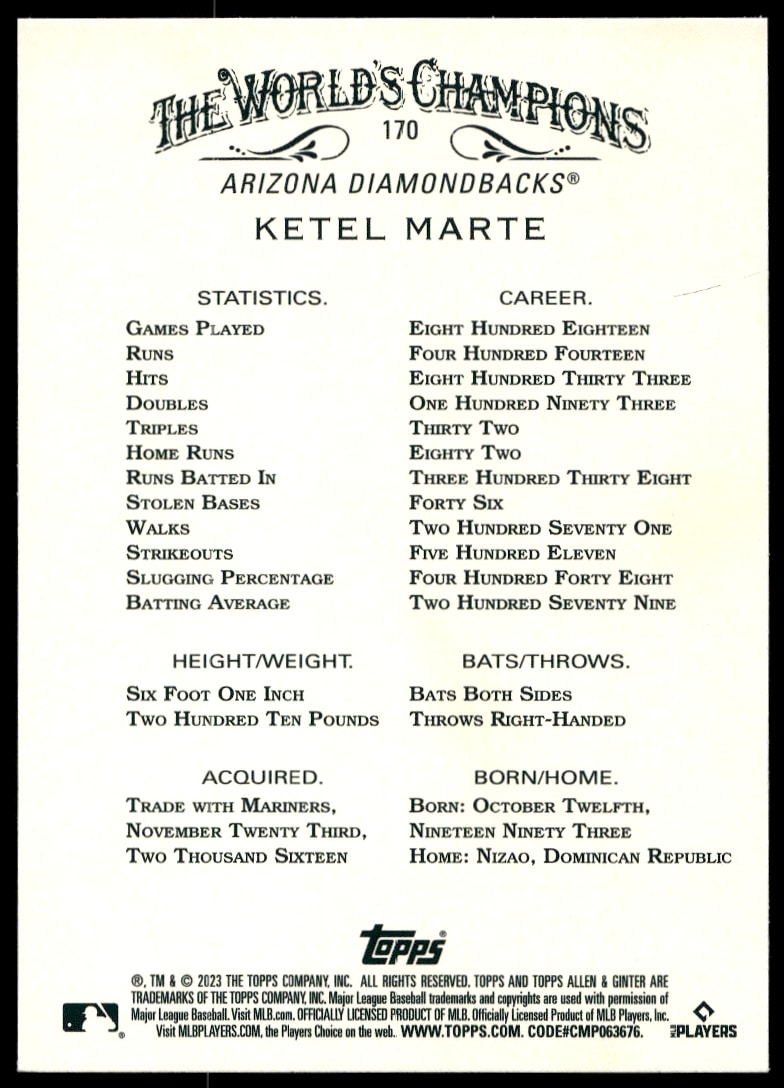 THE WORLD'S CHAMPIONS
170
ARIZONA DIAMONDBACKS®
KETEL MARTE
STATISTICS. CAREER.
GAMES PLAYED EIGHT HUNDRED EIGHTEEN
RUNS FOUR HUNDRED FOURTEEN
HITS EIGHT HUNDRED THIRTY THREE
DOUBLES ONE HUNDRED NINETY THREE
TRIPLES THIRTY TWO
HOME RUNS EIGHTY TWO
RUNS BATTED IN THREE HUNDRED THIRTY EIGHT
STOLEN BASES FORTY SIX
WALKS TWO HUNDRED SEVENTY ONE
STRIKEOUTS FIVE HUNDRED ELEVEN
SLUGGING PERCENTAGE FOUR HUNDRED FORTY EIGHT
BATTING AVERAGE TWO HUNDRED SEVENTY NINE
HEIGHT/WEIGHT.
SIX FOOT ONE INCH
TWO HUNDRED TEN POUNDS
BATS/THROWS.
BATS BOTH SIDES
THROWS RIGHT-HANDED
ACQUIRED.
TRADE WITH MARINERS,
NOVEMBER TWENTY THIRD,
TWO THOUSAND SIXTEEN
BORN/HOME.
BORN: OCTOBER TWELFTH,
NINETEEN NINETY THREE
HOME: NIZAO, DOMINICAN REPUBLIC
Topps®
®, TM & © 2023 THE TOPPS COMPANY, INC. ALL RIGHTS RESERVED. TOPPS AND TOPPS ALLEN & GINTER ARE
TRADEMARKS OF THE TOPPS COMPANY, INC. Major League Baseball trademarks and copyrights are used with permission of
Major League Baseball. Visit MLB.com. OFFICIALLY LICENSED PRODUCT OF MLB. Officially Licensed Product of MLB Players, Inc.
Visit MLBPLAYERS.COM, the Players Choice on the web. WWW.TOPPS.COM. CODE#CMP063676.
MLB PLAYERS